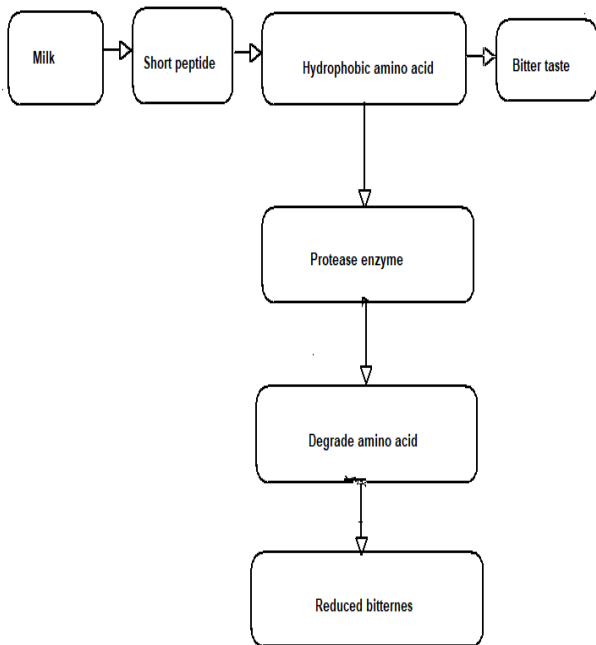 Milk
Short peptide
Hydrophobic amino acid
Bitter taste
Protease enzyme
Degrade amino acid
Reduced bitternes